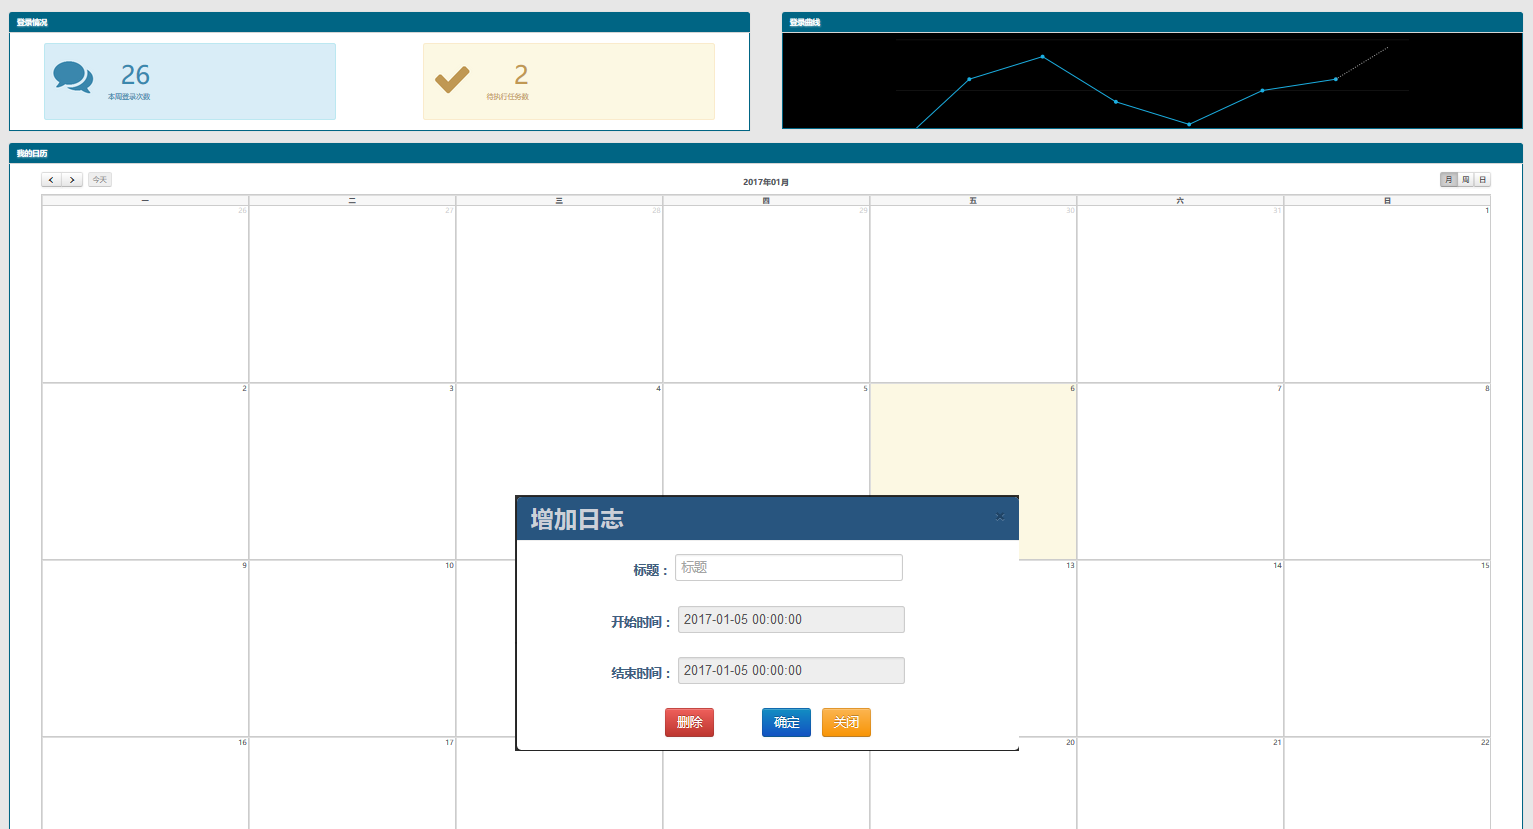 登录情况
26
本周登录次数
2
待执行任务数
登录曲线
我的日历
今天
2017年01月
月 周 日
一 二 三 四 五 六 日
26 27 28 29 30 31 1
2 3 4 5 6 7 8
增加日志 ×
标题： 标题
开始时间： 2017-01-05 00:00:00
结束时间： 2017-01-05 00:00:00
删除 确定 关闭
9 10 13 14 15
16 17 20 21 22